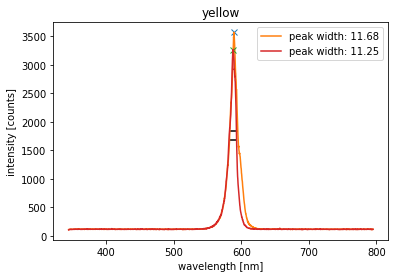 yellow
peak width: 11.68
peak width: 11.25
intensity [counts]
3500
3000
2500
2000
1500
1000
500
0
400
500
600
700
800
wavelength [nm]